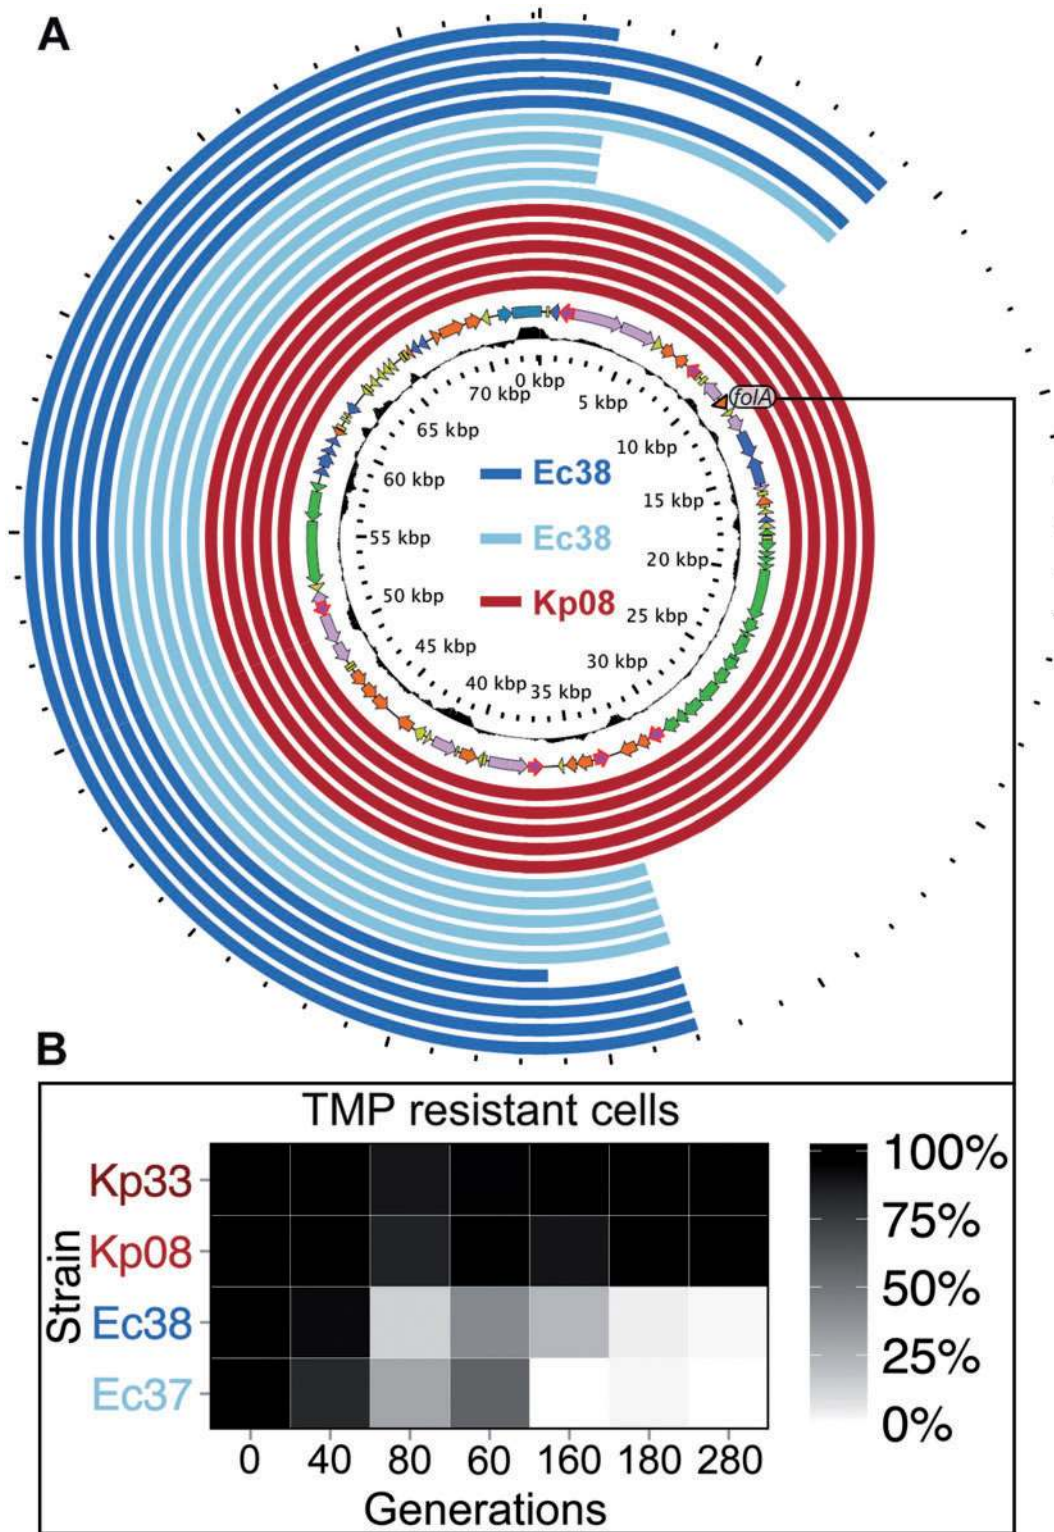 A
0 kbp
5 kbp
10 kbp
15 kbp
20 kbp
25 kbp
30 kbp
35 kbp
40 kbp
45 kbp
50 kbp
55 kbp
60 kbp
65 kbp
70 kbp
folA
Ec38
Ec38
Kp08
B
TMP resistant cells
Strain
Kp33
Kp08
Ec38
Ec37
0 40 80 60 160 180 280
Generations
100%
75%
50%
25%
0%